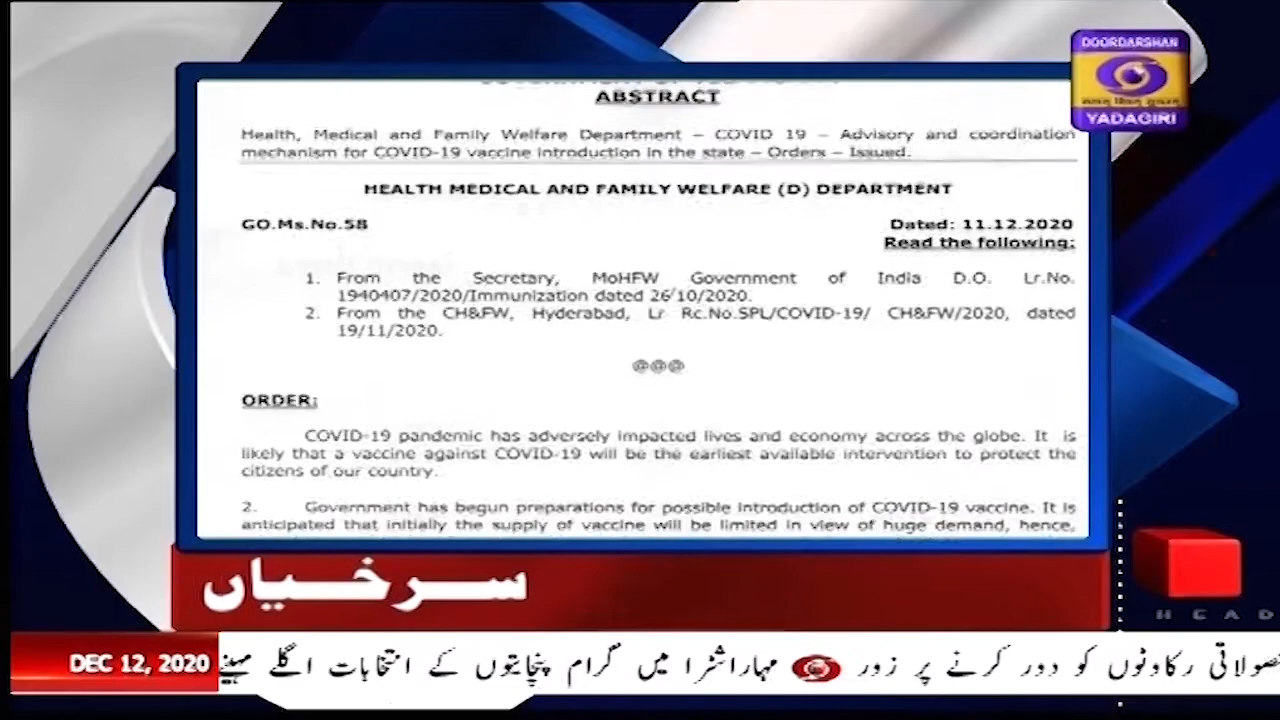 DOORDARSHAN
YADAGIRI
ABSTRACT
Health, Medical and Family Welfare Department – COVID 19 – Advisory and coordination
mechanism for COVID-19 vaccine introduction in the state – Orders – Issued.
HEALTH MEDICAL AND FAMILY WELFARE (D) DEPARTMENT
GO.Ms.No.58
Dated: 11.12.2020
Read the following:
1. From the Secretary, MoHFW Government of India D.O. Lr.No.
1940407/2020/Immunization dated 26/10/2020.
2. From the CH&FW, Hyderabad, Lr Rc.No.SPL/COVID-19/ CH&FW/2020, dated
19/11/2020.
@@@
ORDER:
COVID-19 pandemic has adversely impacted lives and economy across the globe. It is
likely that a vaccine against COVID-19 will be the earliest available intervention to protect the
citizens of our country.
2. Government has begun preparations for possible introduction of COVID-19 vaccine. It is
anticipated that initially the supply of vaccine will be limited in view of huge demand, hence,
سرخیاں
HEAD
DEC 12, 2020
صولاتی رکاوٹوں کو دور کرنے پر زور مہاراشٹرا میں گرام پنچایتوں کے انتخابات اگلے مہینے